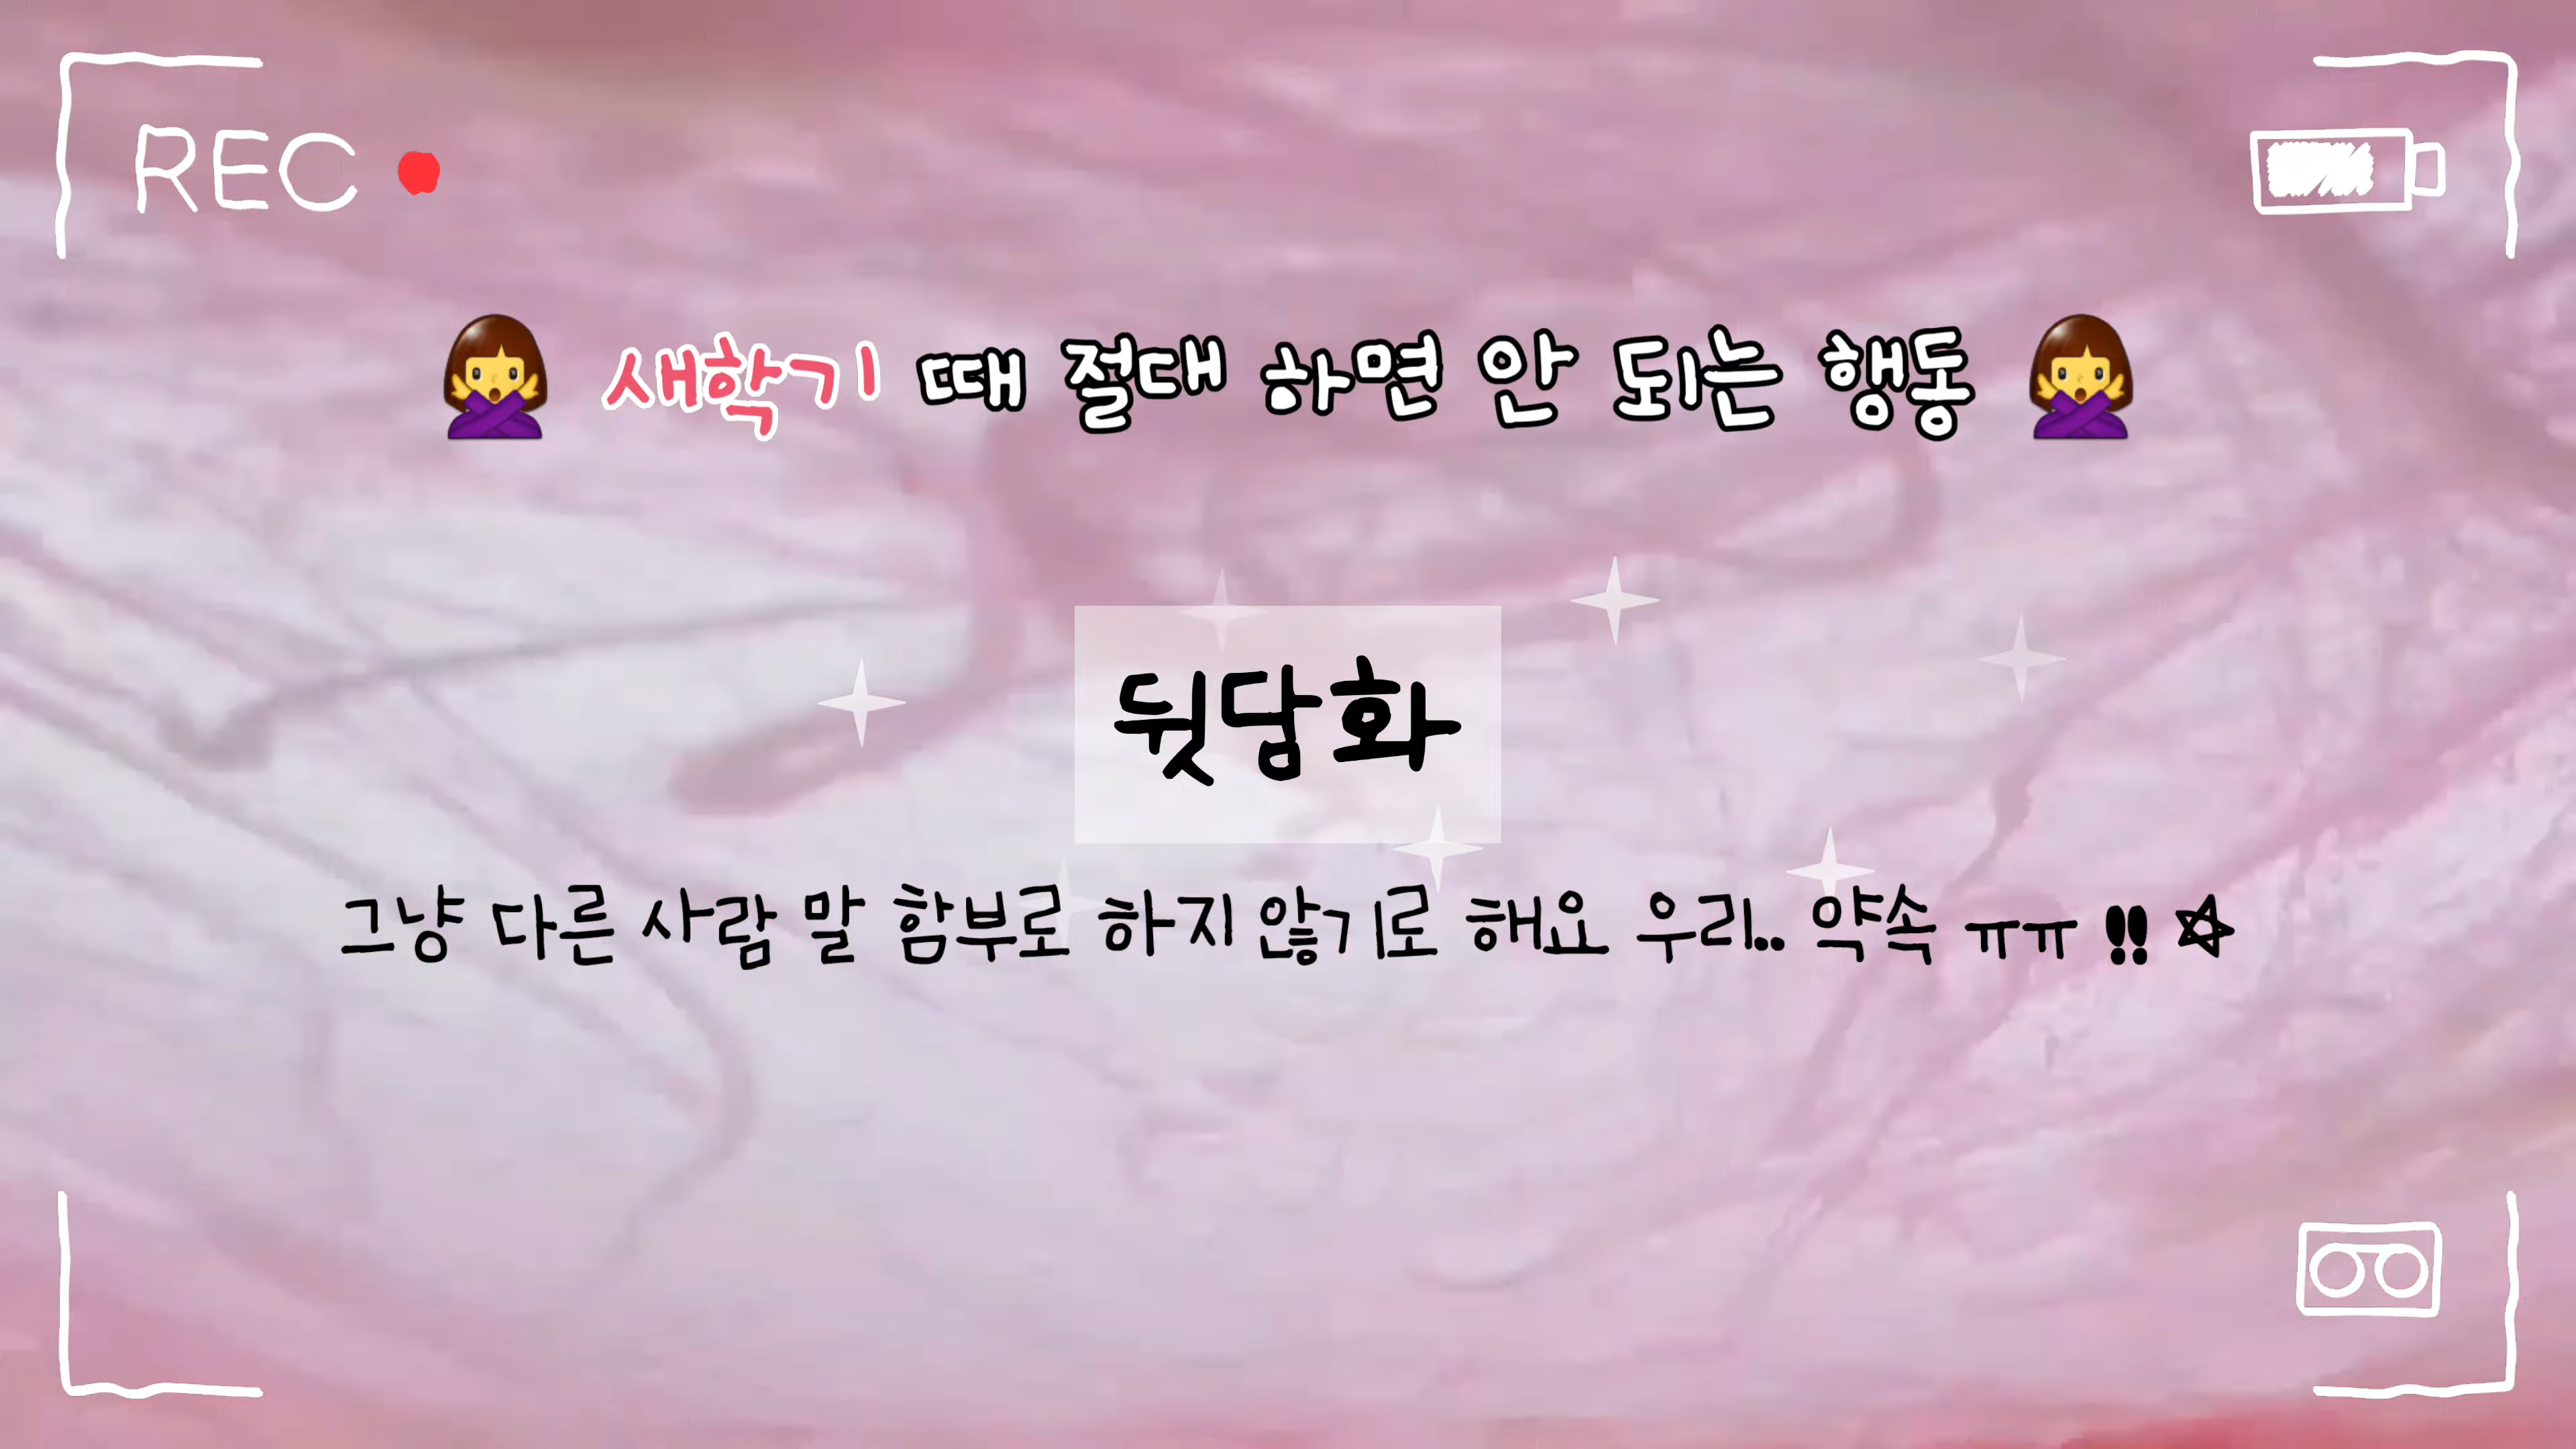 REC
🙅‍♀️ 새학기 때 절대 하면 안 되는 행동 🙅‍♀️
뒷담화
그냥 다른 사람 말 함부로 하지 않기로 해요 우리.. 약속 ㅠㅠ !! ☆